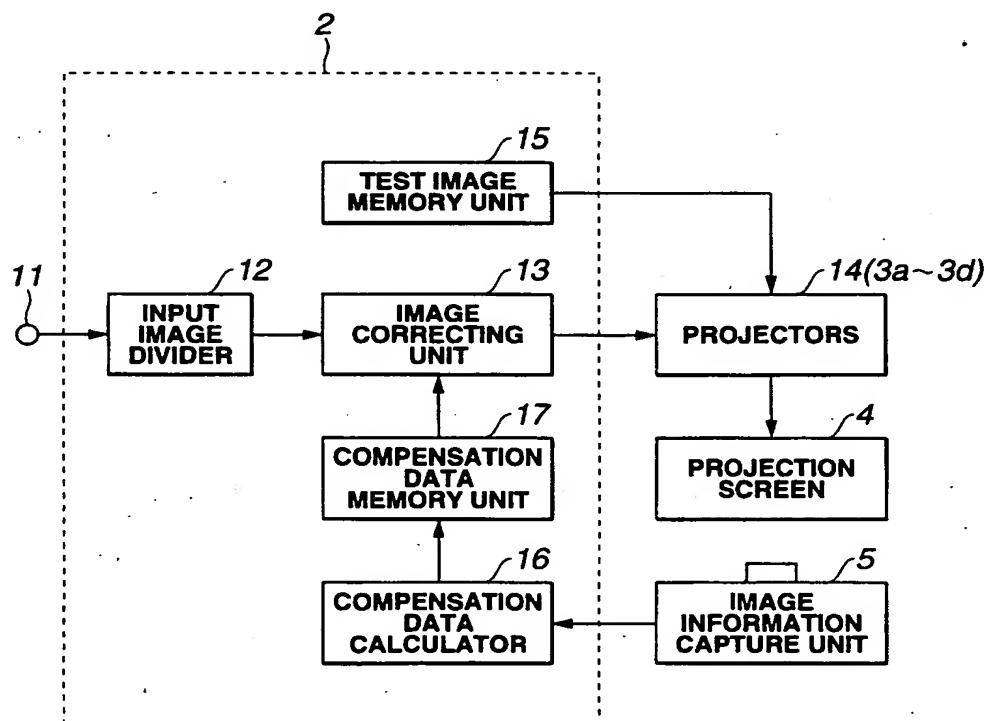 2
15
TEST IMAGE
MEMORY UNIT
11
12
INPUT
IMAGE
DIVIDER
13
IMAGE
CORRECTING
UNIT
14(3a~3d)
PROJECTORS
17
COMPENSATION
DATA
MEMORY UNIT
4
PROJECTION
SCREEN
16
COMPENSATION
DATA
CALCULATOR
5
IMAGE
INFORMATION
CAPTURE UNIT